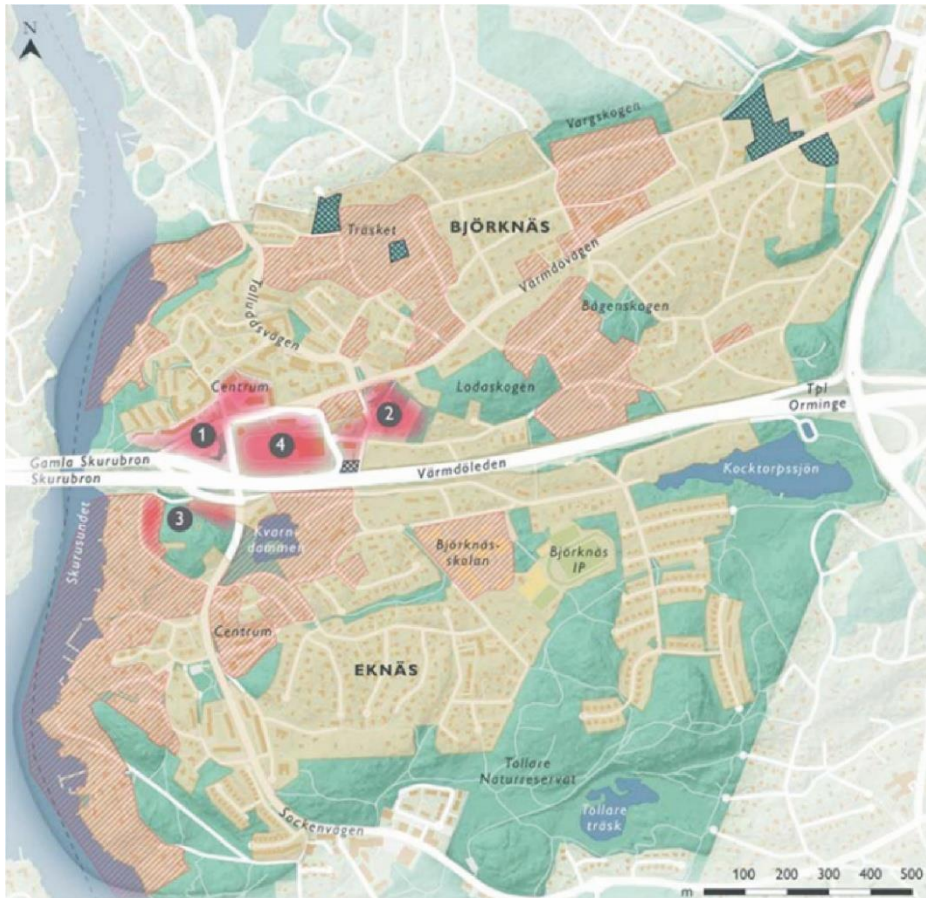 N
Vargskogen
BJÖRKNÄS
Träsket
Värmdövägen
Talluddsvägen
Bågenskogen
Centrum
Lodaskogen
2
1
4
Tpl
Orminge
Gamla Skurubron
Skurubron
Värmdöleden
Kocktorpssjön
3
Skurusundet
Kvarn-
dammen
Björknäs-
skolan
Björknäs
IP
Centrum
EKNÄS
Tollare
Naturreservat
Tollare
träsk
Sockenvägen
m 100 200 300 400 500